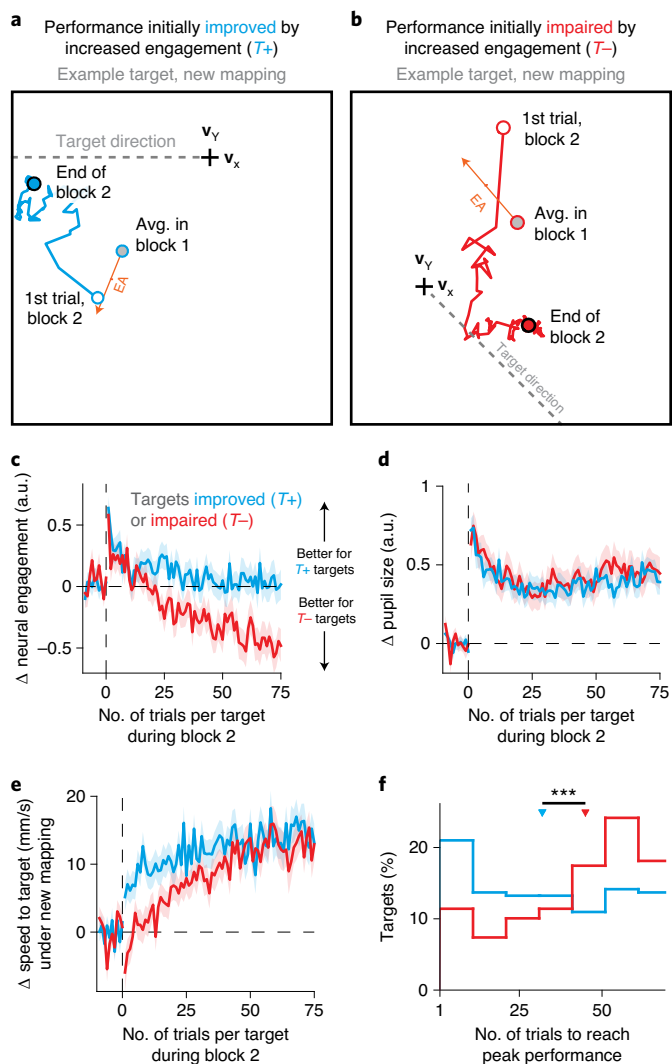 a
Performance initially improved by
increased engagement (T+)
Example target, new mapping
Target direction
vY
vx
End of
block 2
Avg. in
block 1
EA
1st trial,
block 2
b
Performance initially impaired by
increased engagement (T–)
Example target, new mapping
1st trial,
block 2
EA
Avg. in
block 1
vY
vx
End of
block 2
Target direction
c
Δ neural engagement (a.u.)
0.5
0
–0.5
Targets improved (T+)
or impaired (T–)
Better for
T+ targets
Better for
T– targets
0 25 50 75
No. of trials per target
during block 2
d
Δ pupil size (a.u.)
1
0.5
0
0 25 50 75
No. of trials per target
during block 2
e
Δ speed to target (mm/s)
under new mapping
20
10
0
0 25 50 75
No. of trials per target
during block 2
f
***
Targets (%)
20
10
0
1 25 50
No. of trials to reach
peak performance